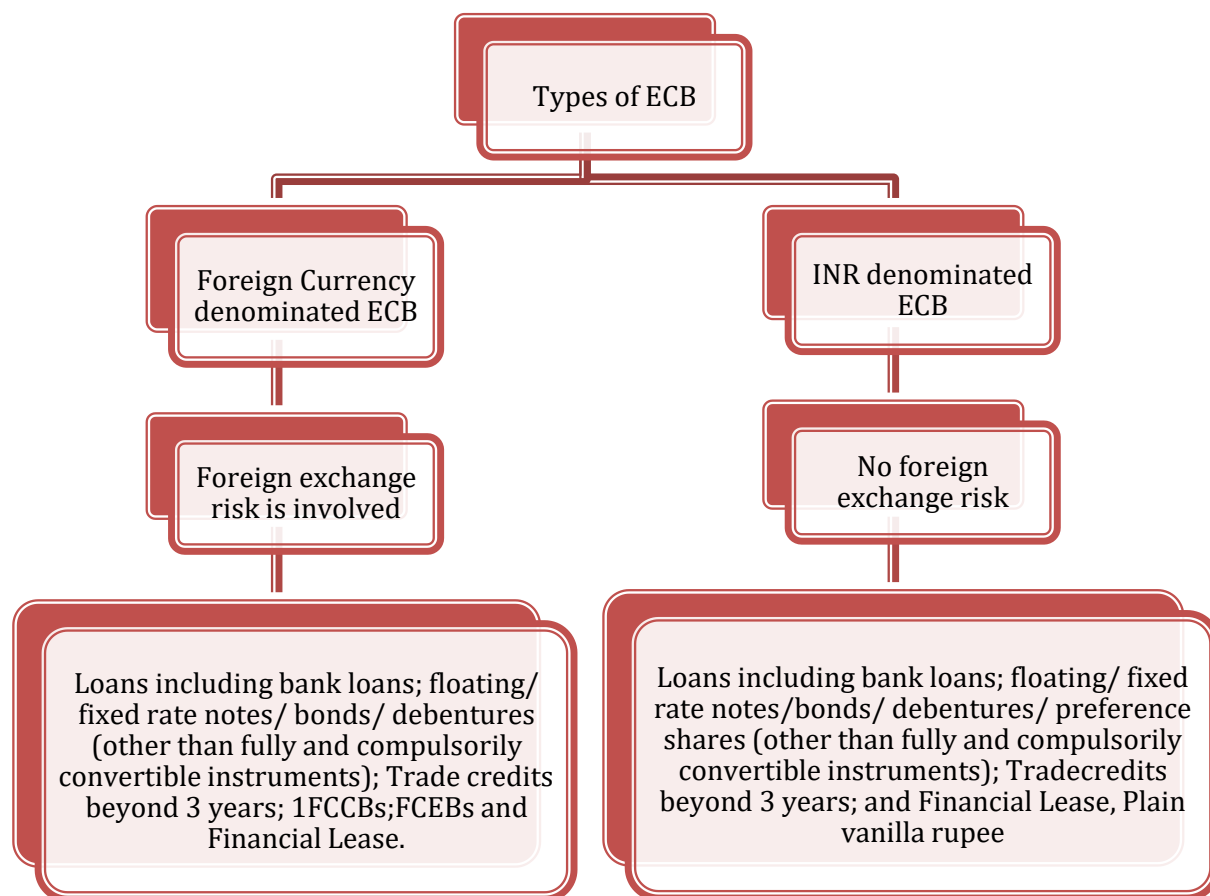 Types of ECB
Foreign Currency
denominated ECB
INR denominated
ECB
Foreign exchange
risk is involved
No foreign
exchange risk
Loans including bank loans; floating/
fixed rate notes/ bonds/ debentures
(other than fully and compulsorily
convertible instruments); Trade credits
beyond 3 years; 1FCCBs;FCEBs and
Financial Lease.
Loans including bank loans; floating/ fixed
rate notes/bonds/ debentures/ preference
shares (other than fully and compulsorily
convertible instruments); Tradecredits
beyond 3 years; and Financial Lease, Plain
vanilla rupee